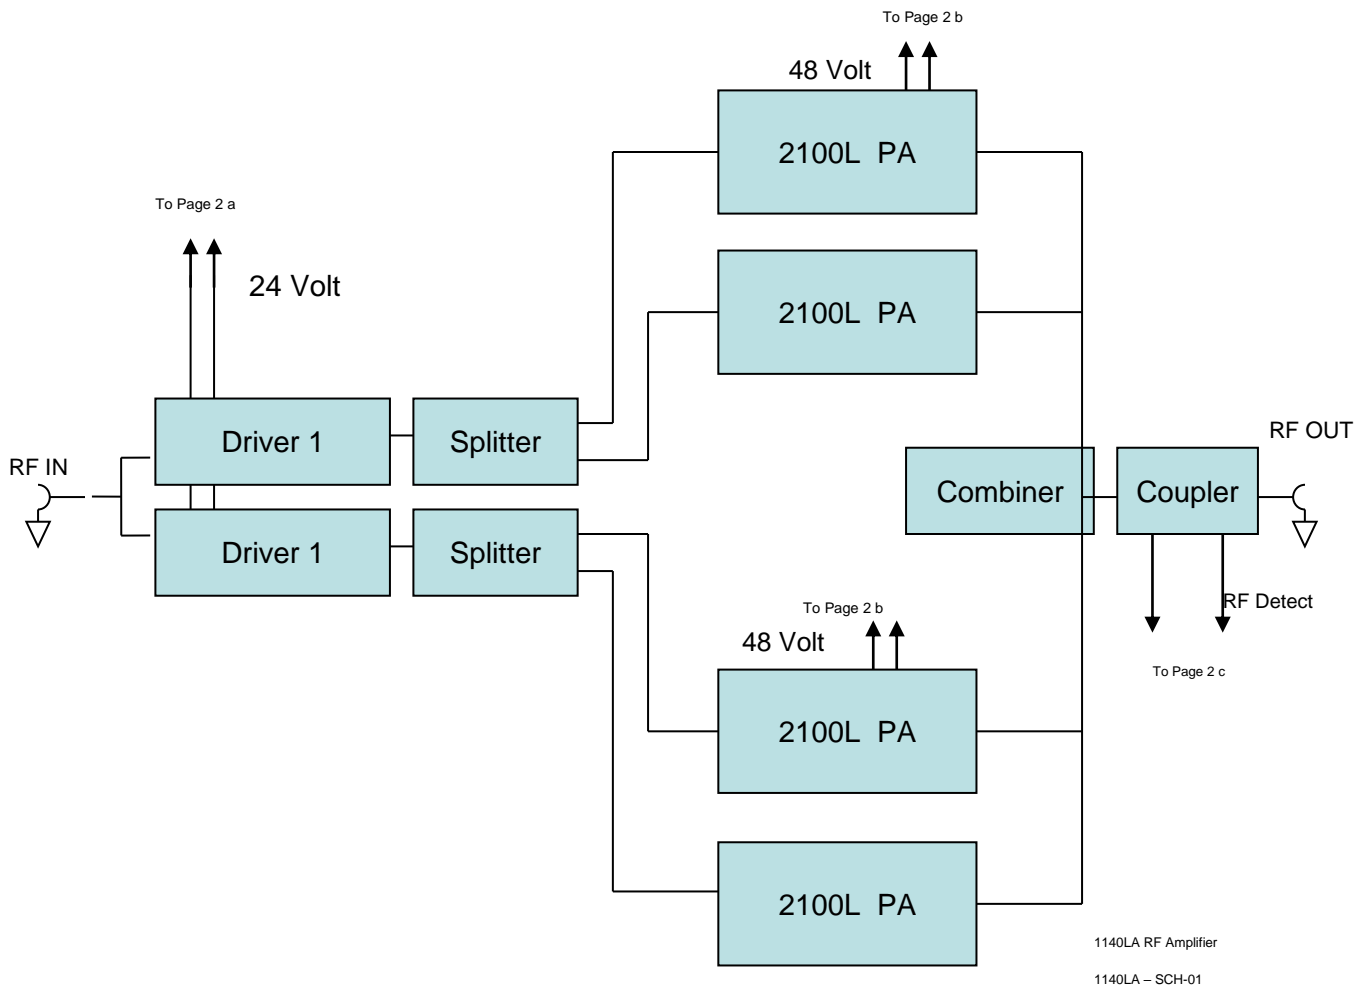 To Page 2 b
48 Volt
2100L PA
To Page 2 a
24 Volt
2100L PA
Driver 1
Splitter
RF IN
RF OUT
Combiner
Coupler
Driver 1
Splitter
To Page 2 b
48 Volt
RF Detect
To Page 2 c
2100L PA
2100L PA
1140LA RF Amplifier
1140LA – SCH-01